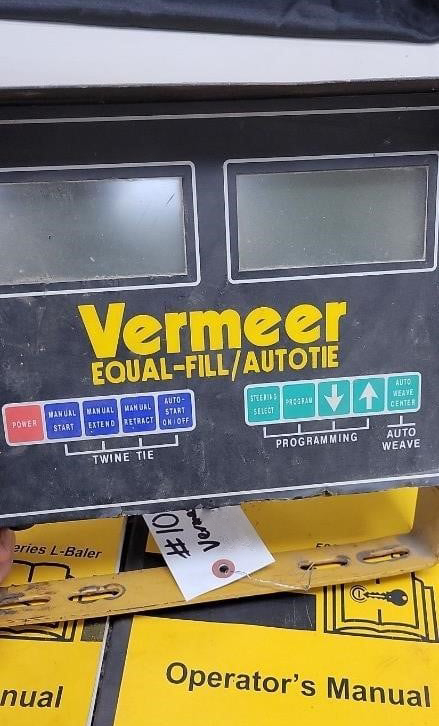 Vermeer
EQUAL-FILL/AUTOTIE
POWER
MANUAL START
MANUAL EXTEND
MANUAL RETRACT
AUTO-START ON/OFF
TWINE TIE
STEERING SELECT
PROGRAM
AUTO WEAVE CENTER
PROGRAMMING
AUTO WEAVE
#10
eries L-Baler
nual
Operator's Manual